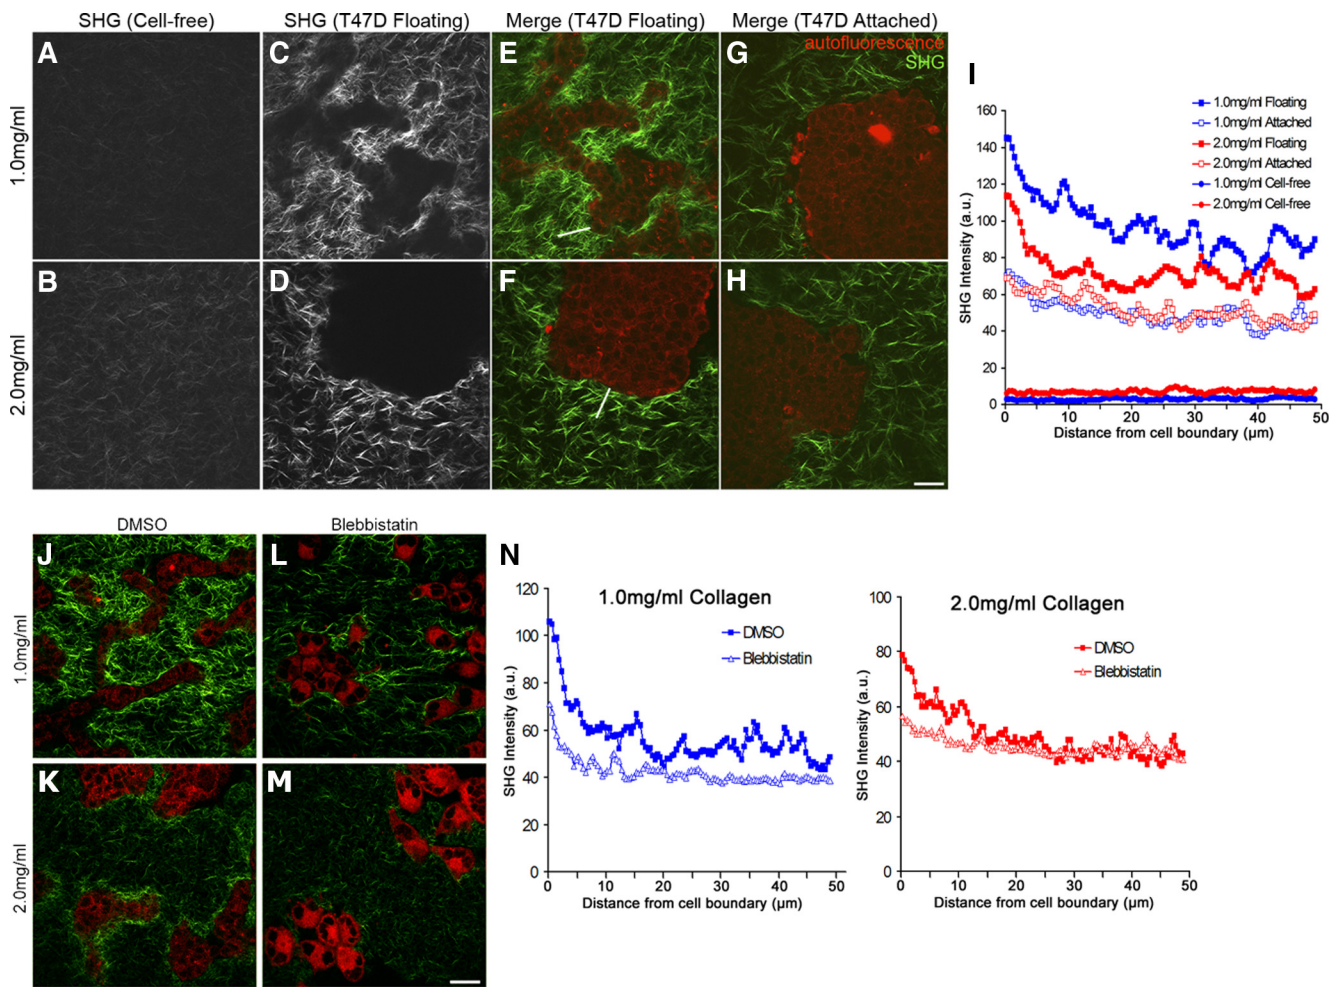 SHG (Cell-free)
SHG (T47D Floating)
Merge (T47D Floating)
Merge (T47D Attached)
A
C
E
G
autofluorescence
SHG
1.0mg/ml
B
D
F
H
2.0mg/ml
I
160
140
120
100
80
60
40
20
0
SHG Intensity (a.u.)
1.0mg/ml Floating
1.0mg/ml Attached
2.0mg/ml Floating
2.0mg/ml Attached
1.0mg/ml Cell-free
2.0mg/ml Cell-free
0 10 20 30 40 50
Distance from cell boundary (µm)
DMSO
Blebbistatin
J
L
1.0mg/ml
K
M
2.0mg/ml
N
1.0mg/ml Collagen
120
100
80
60
40
20
0
SHG Intensity (a.u.)
DMSO
Blebbistatin
0 10 20 30 40 50
Distance from cell boundary (µm)
2.0mg/ml Collagen
100
80
60
40
20
0
SHG Intensity (a.u.)
DMSO
Blebbistatin
0 10 20 30 40 50
Distance from cell boundary (µm)